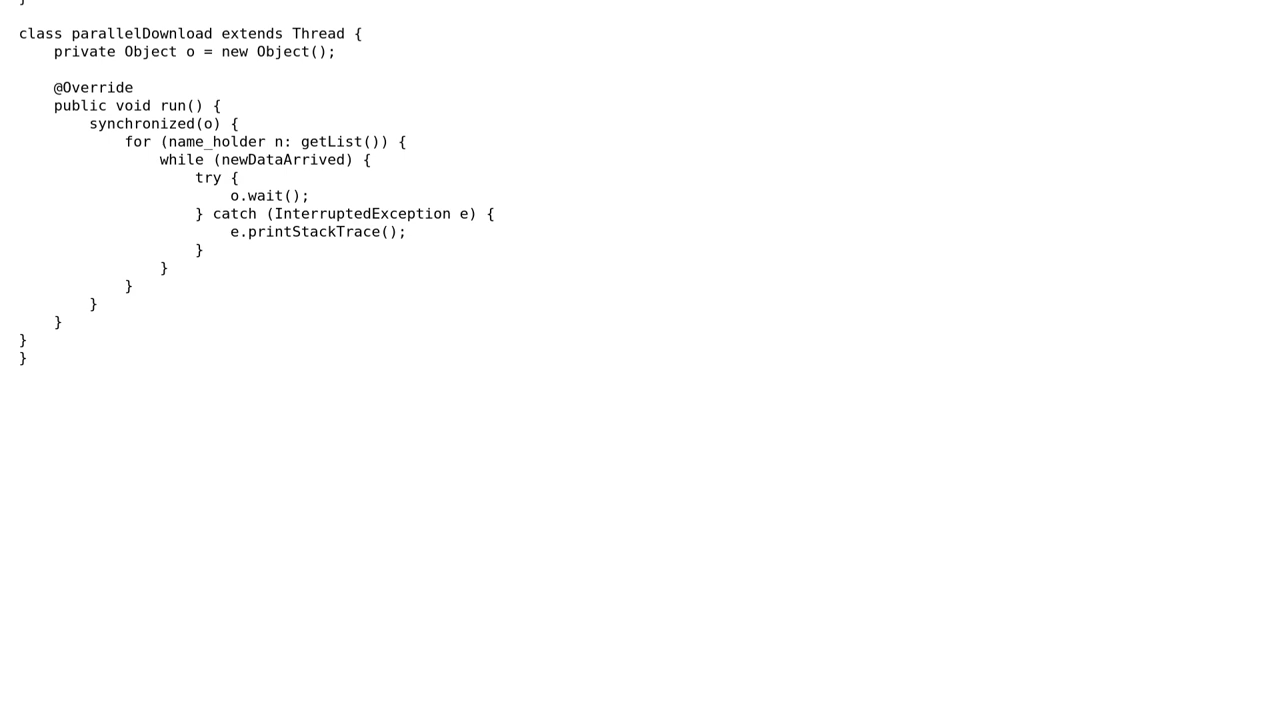 }
class parallelDownload extends Thread {
    private Object o = new Object();
    @Override
    public void run() {
        synchronized(o) {
            for (name_holder n: getList()) {
                while (newDataArrived) {
                    try {
                        o.wait();
                    } catch (InterruptedException e) {
                        e.printStackTrace();
                    }
                }
            }
        }
    }
}
}